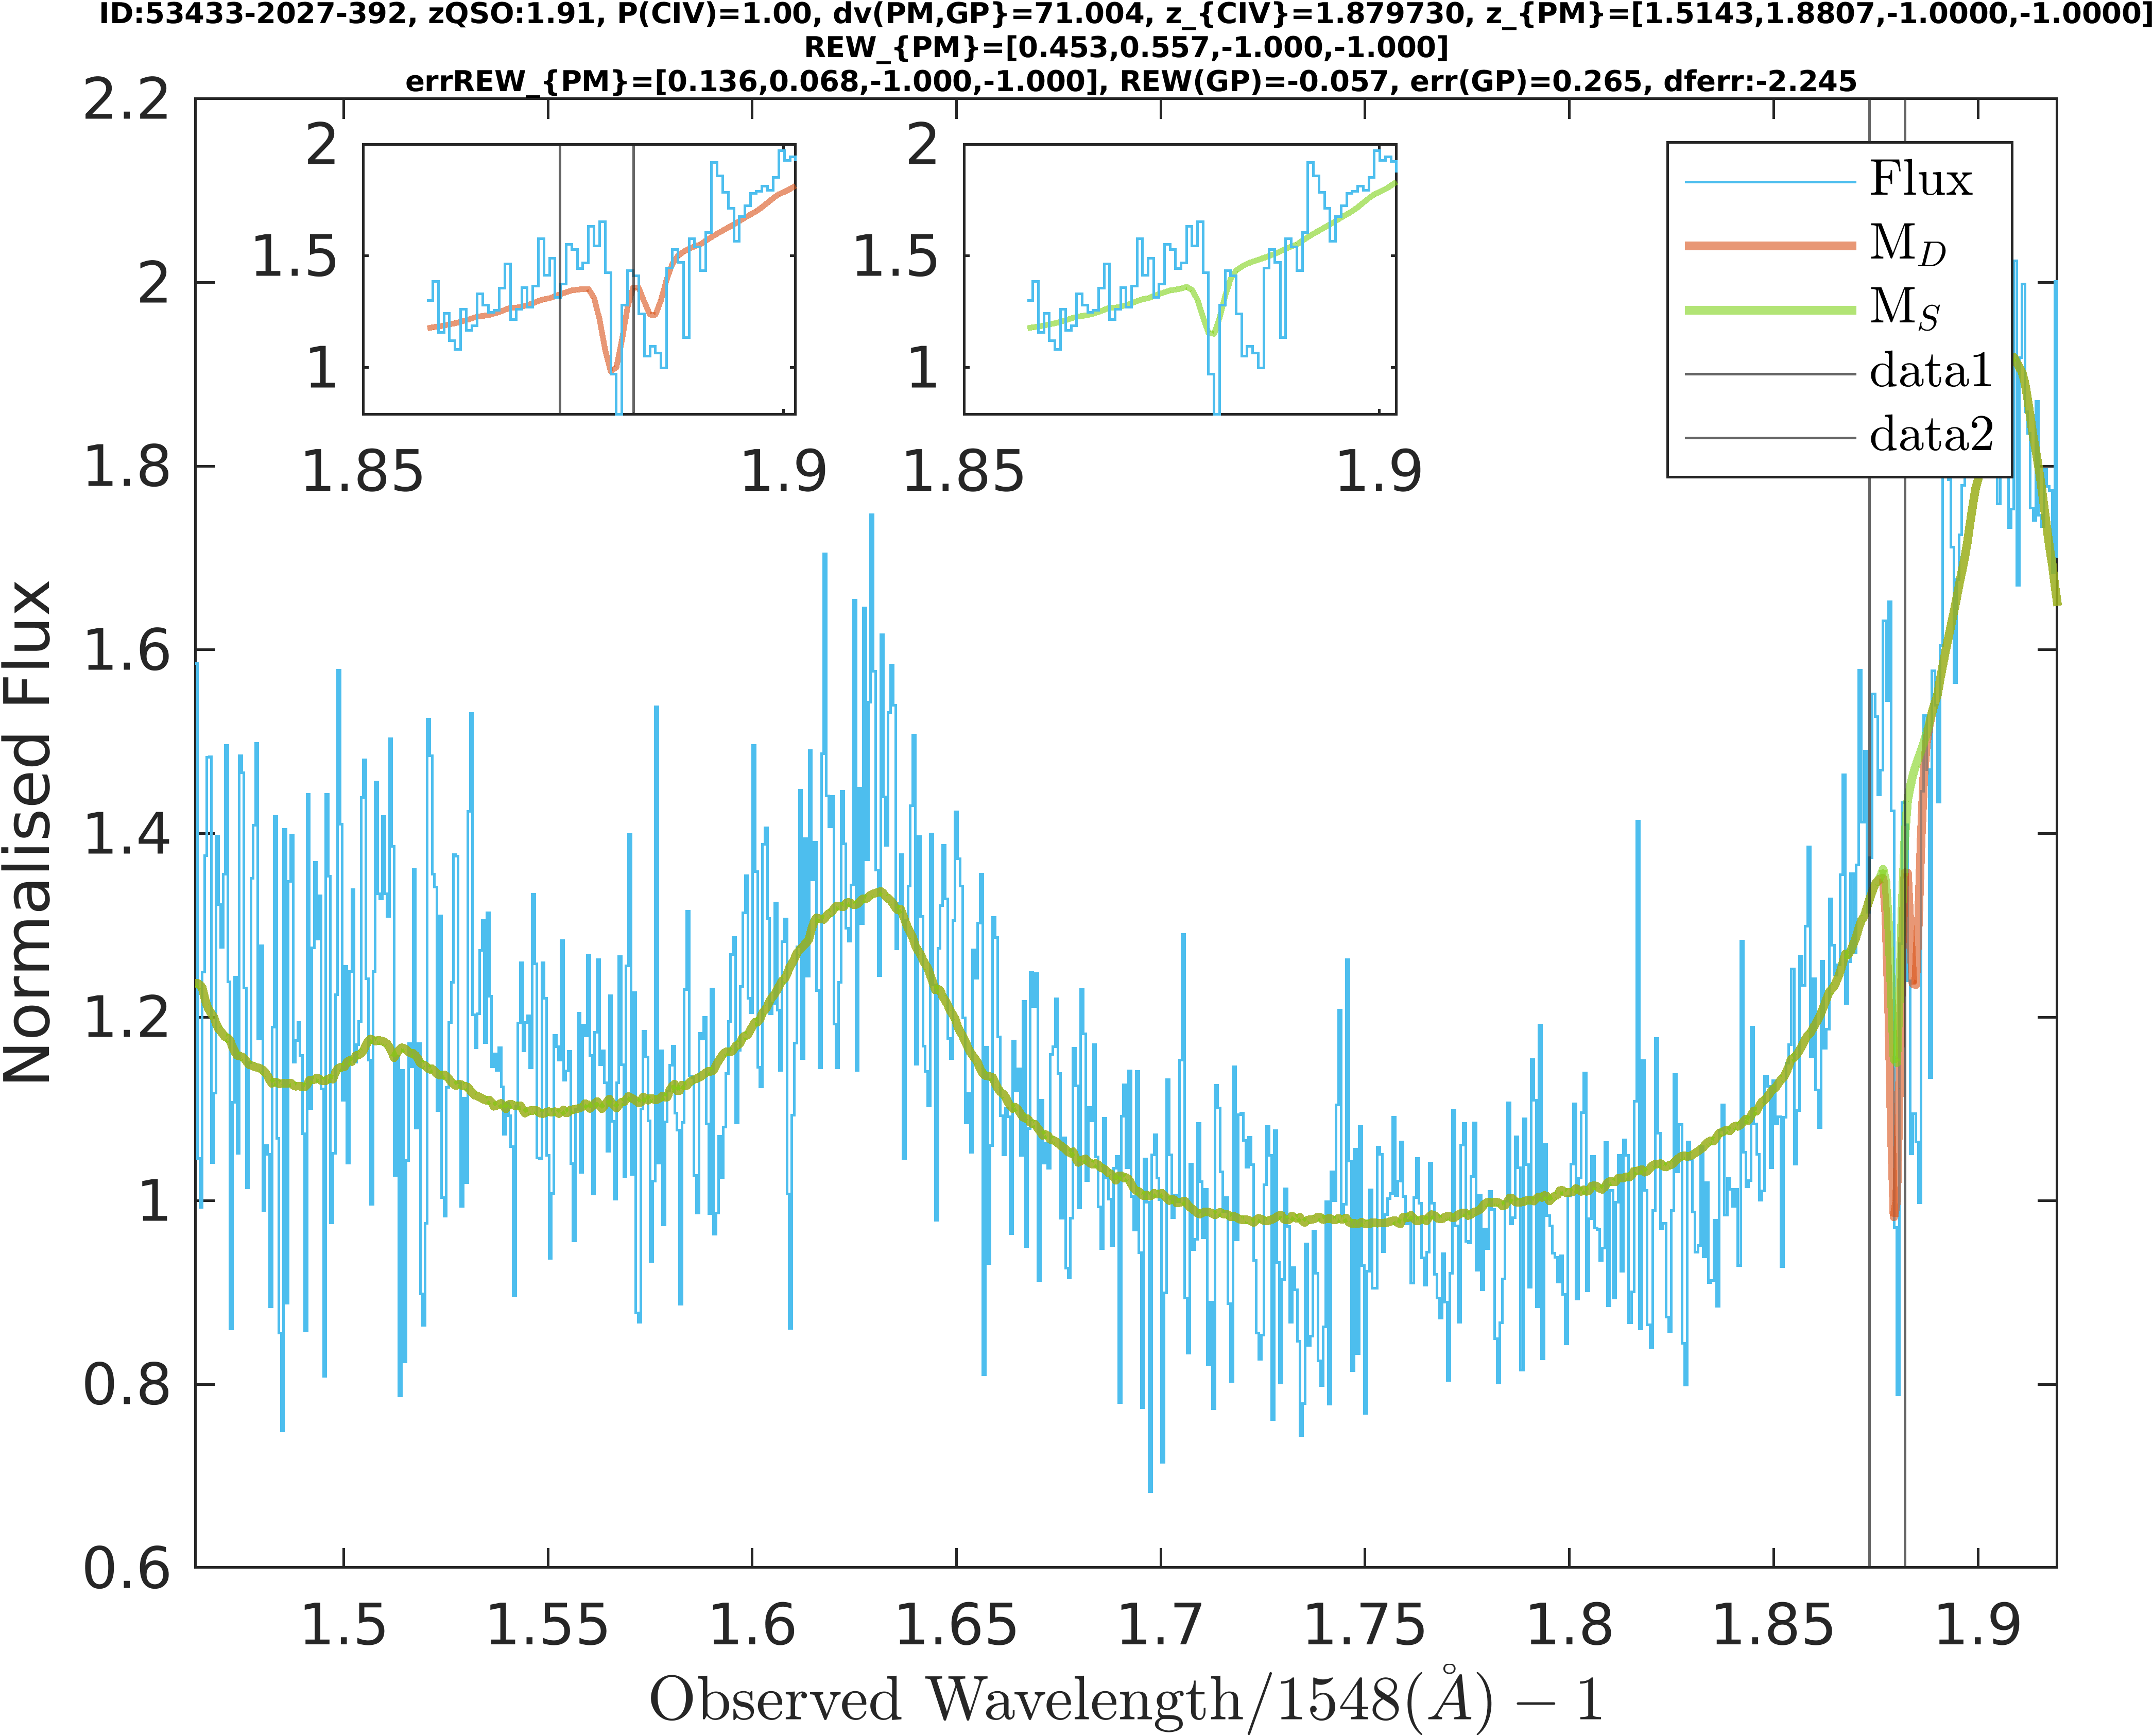 ID:53433-2027-392, zQSO:1.91, P(CIV)=1.00, dv(PM,GP}=71.004, z_{CIV}=1.879730, z_{PM}=[1.5143,1.8807,-1.0000,-1.0000]
REW_{PM}=[0.453,0.557,-1.000,-1.000]
errREW_{PM}=[0.136,0.068,-1.000,-1.000], REW(GP)=-0.057, err(GP)=0.265, dferr:-2.245
2.2
2
1.8
1.6
1.4
1.2
1
0.8
0.6
Normalised Flux
2
1.5
1
1.85
1.9
2
1.5
1
1.85
1.9
Flux
M_D
M_S
data1
data2
1.5
1.55
1.6
1.65
1.7
1.75
1.8
1.85
1.9
Observed Wavelength/1548(Å) − 1